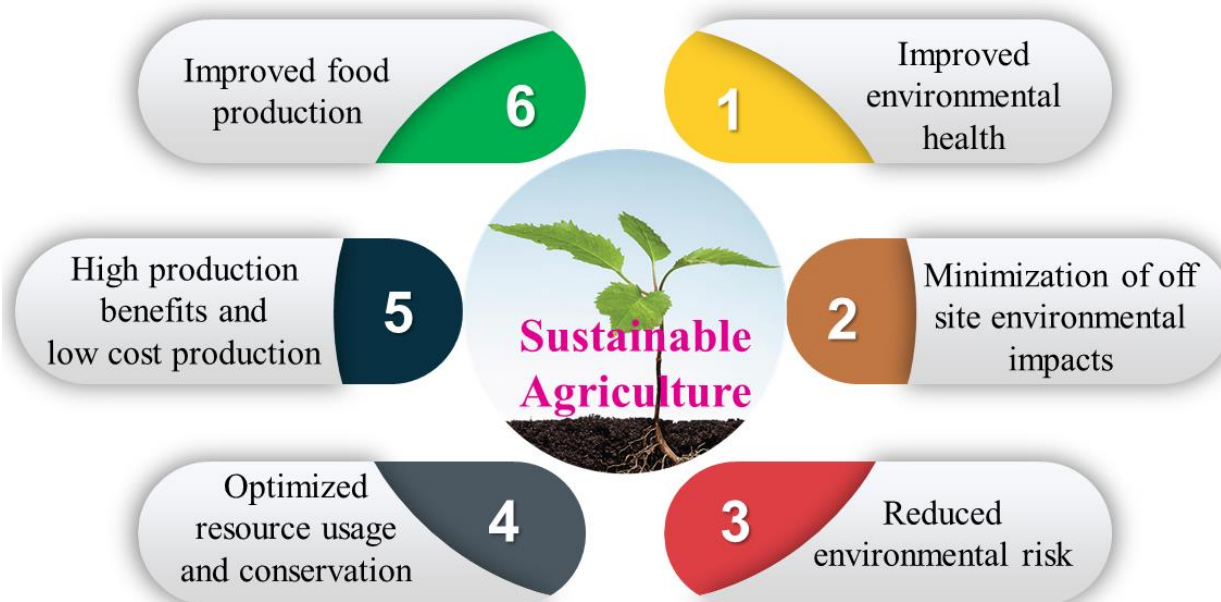 Improved food
production
6
1
Improved
environmental
health
High production
benefits and
low cost production
5
Sustainable
Agriculture
2
Minimization of off
site environmental
impacts
Optimized
resource usage
and conservation
4
3
Reduced
environmental risk